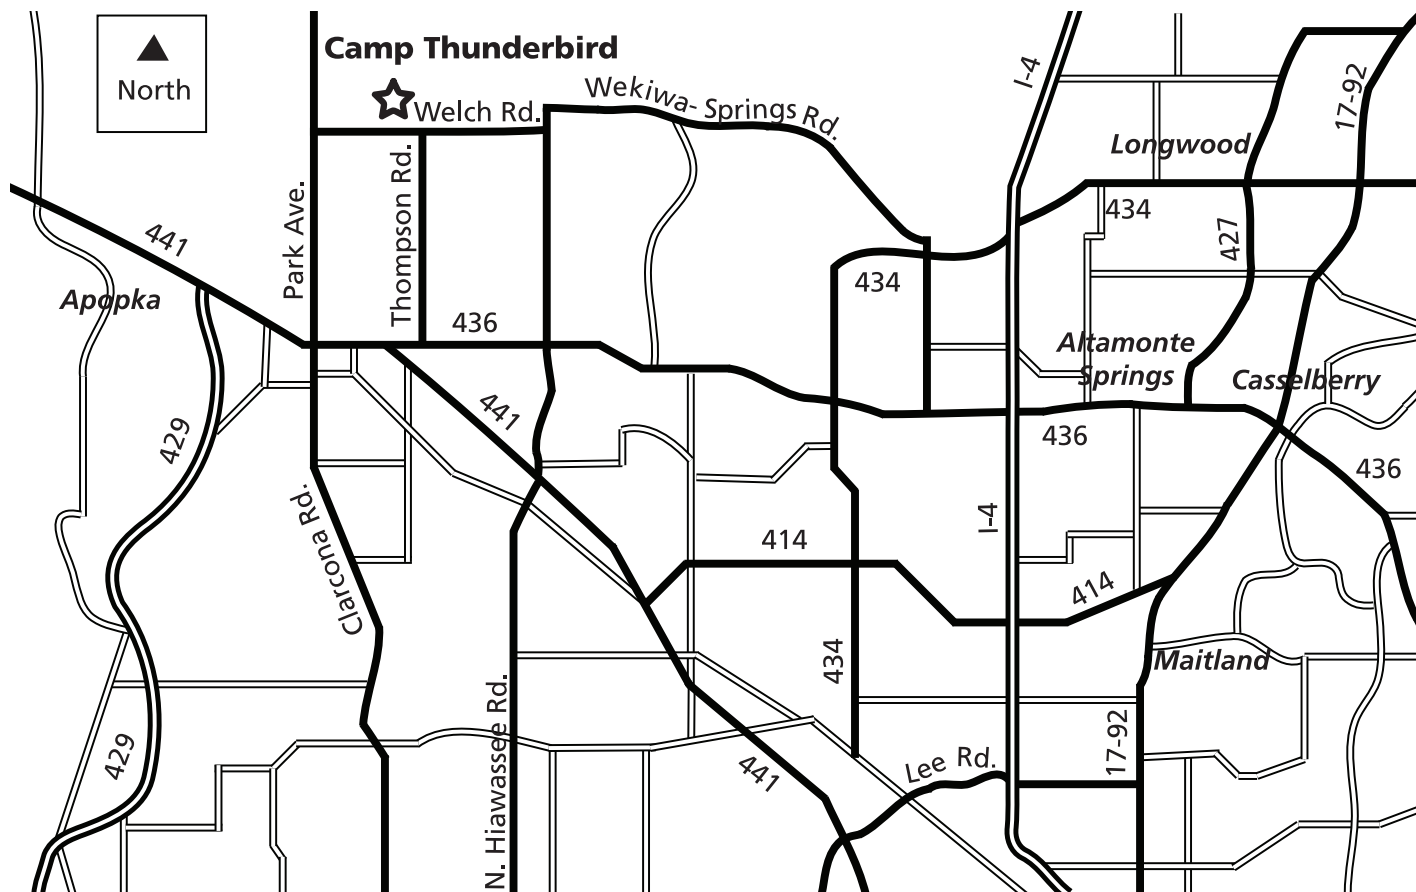 Camp Thunderbird
North
Welch Rd.
Wekiwa- Springs Rd.
I-4
17-92
Longwood
Park Ave.
Thompson Rd.
441
434
427
Apopka
434
436
Altamonte
Springs
Casselberry
441
429
436
436
Clarcona Rd.
I-4
414
414
434
Maitland
N. Hiawassee Rd.
17-92
429
441
Lee Rd.